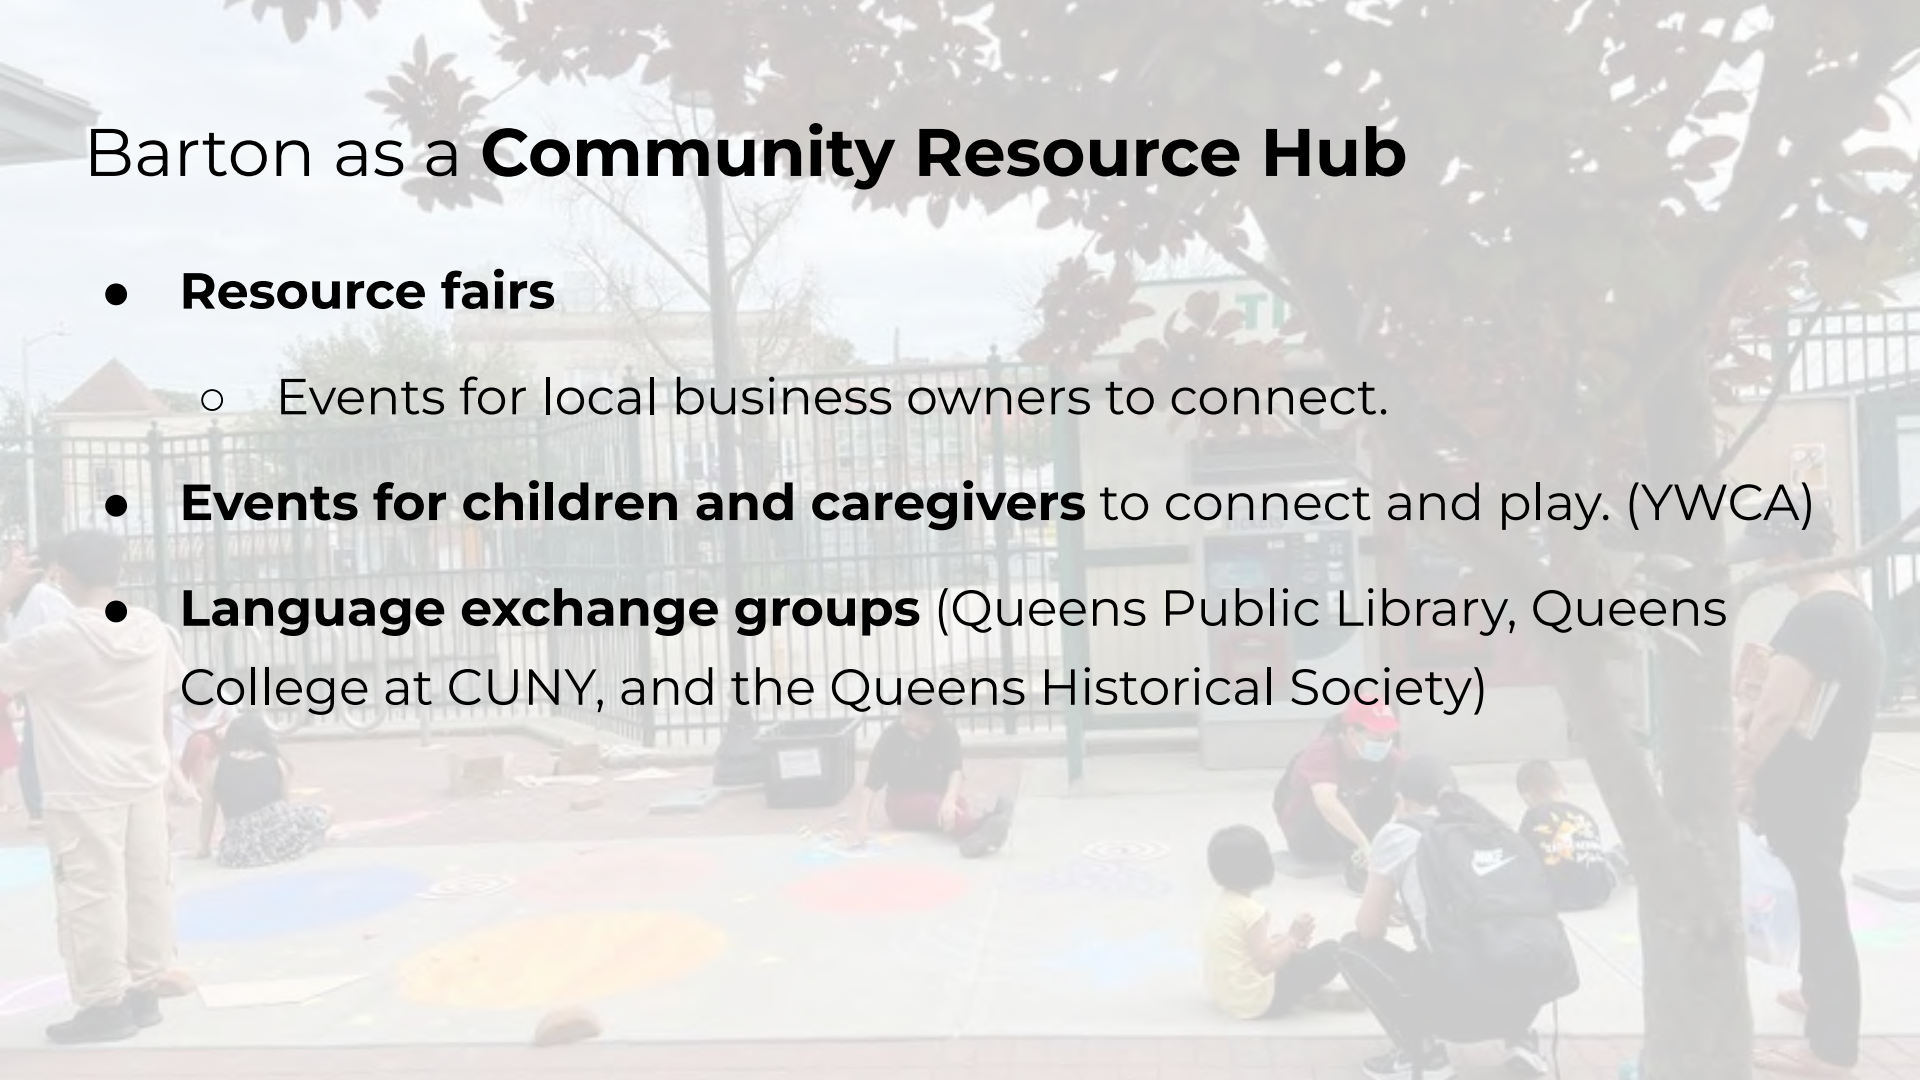 Barton as a Community Resource Hub
● Resource fairs
○ Events for local business owners to connect.
● Events for children and caregivers to connect and play. (YWCA)
● Language exchange groups (Queens Public Library, Queens
College at CUNY, and the Queens Historical Society)
NIKE